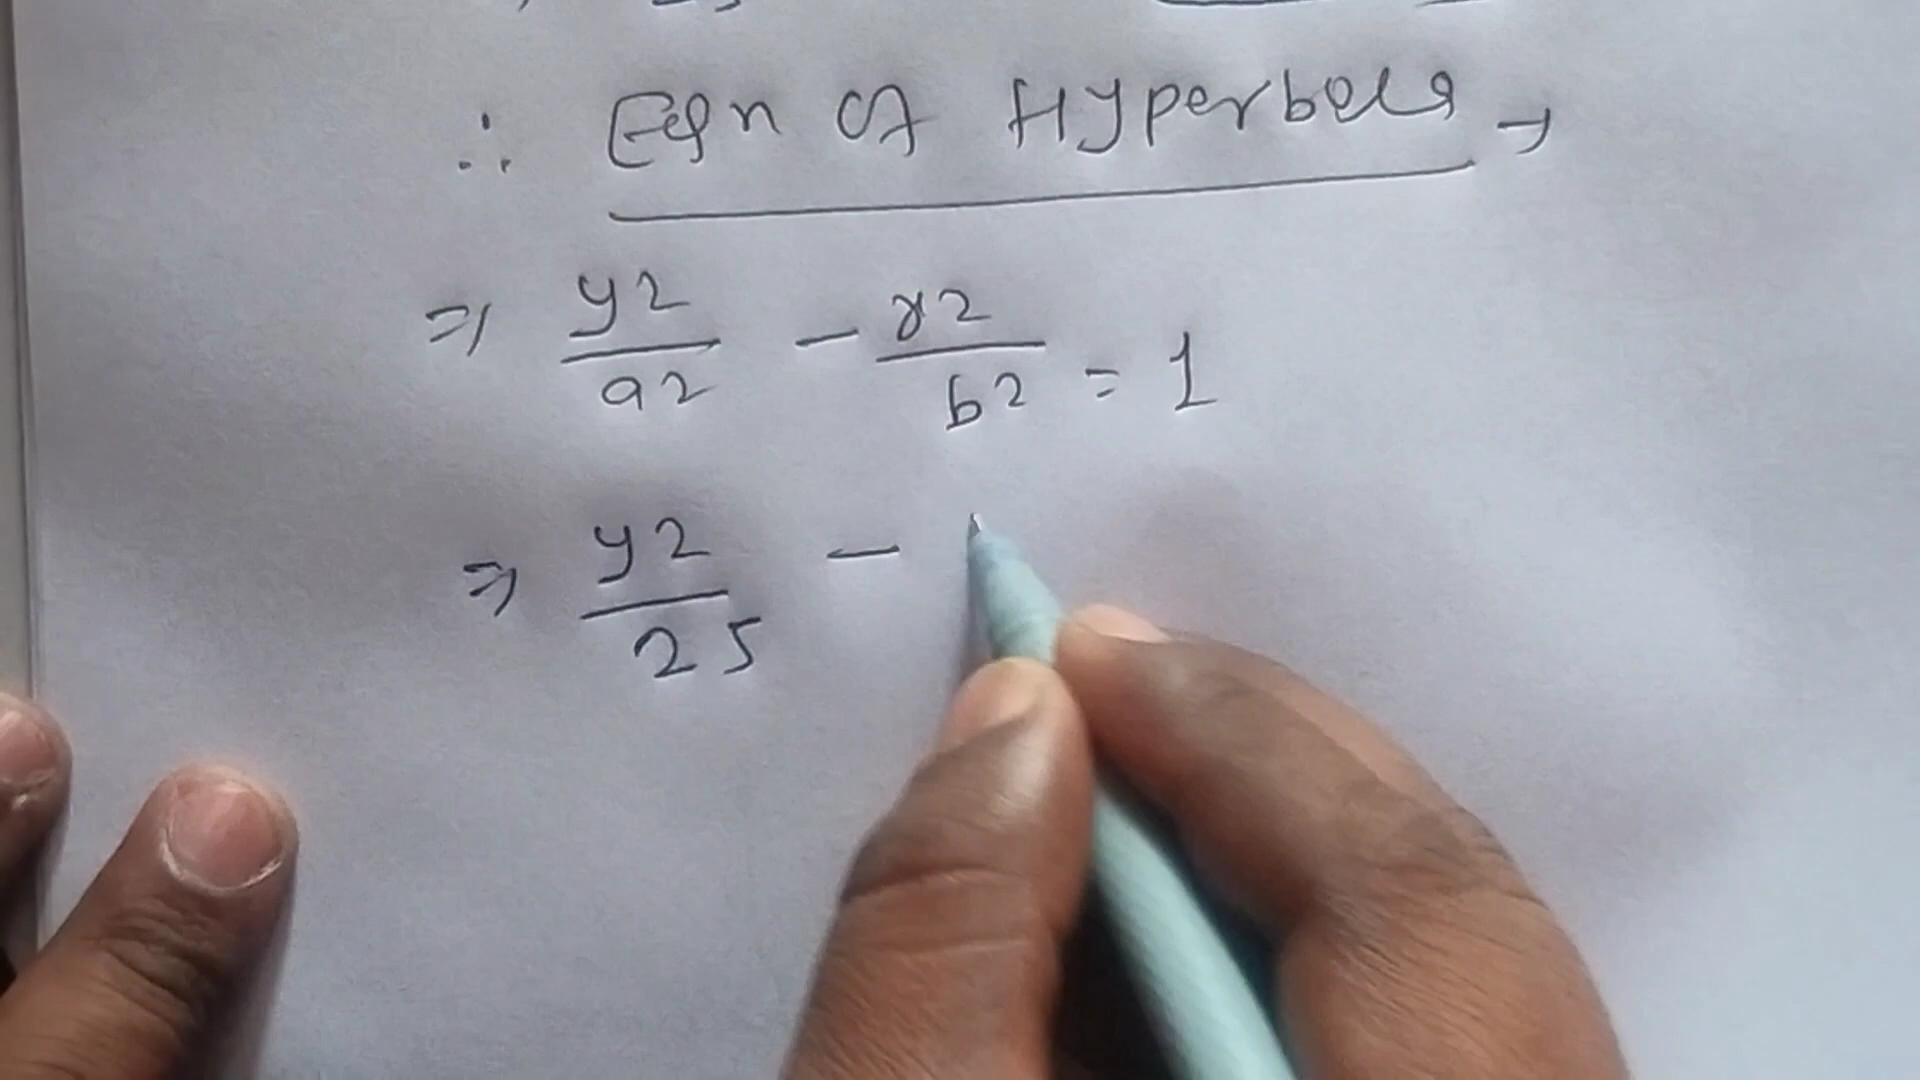 ∴ Eqn of Hyperbola →
⇒ y2/a2 - x2/b2 = 1
⇒ y2/25 -